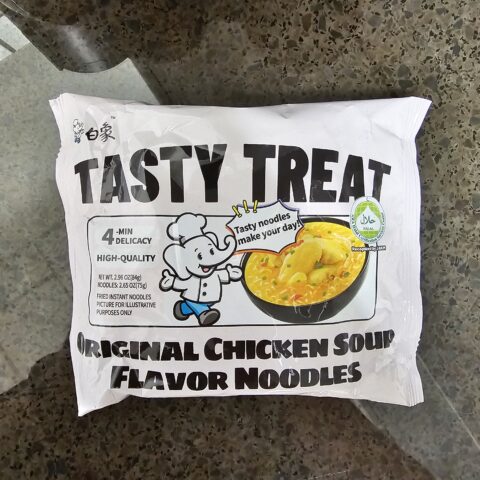 白象
TASTY TREAT
4-MIN
DELICACY
HIGH-QUALITY
NET WT. 2.96 OZ(84g)
NOODLES: 2.65 OZ(75g)
FRIED INSTANT NOODLES
PICTURE FOR ILLUSTRATIVE
PURPOSES ONLY
Tasty noodles
make your day!
حلال
HALAL
ORIGINAL CHICKEN SOUP
FLAVOR NOODLES